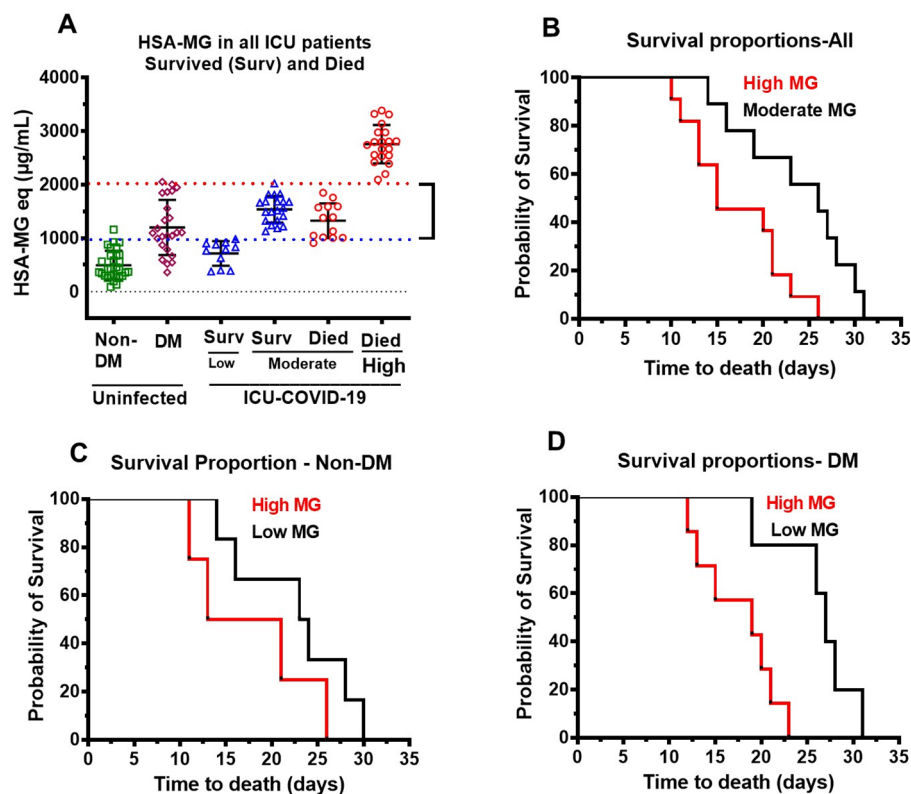 A
HSA-MG in all ICU patients
Survived (Surv) and Died
HSA-MG eq (µg/mL)
4000
3000
2000
1000
0
Non-DM
DM
Surv
Surv
Died
Died
Low
Moderate
High
Uninfected
ICU-COVID-19
B
Survival proportions-All
High MG
Moderate MG
Probability of Survival
100
80
60
40
20
0
0 5 10 15 20 25 30 35
Time to death (days)
C
Survival Proportion - Non-DM
High MG
Low MG
Probability of Survival
100
80
60
40
20
0
0 5 10 15 20 25 30 35
Time to death (days)
D
Survival proportions- DM
High MG
Low MG
Probability of Survival
100
80
60
40
20
0
0 5 10 15 20 25 30 35
Time to death (days)